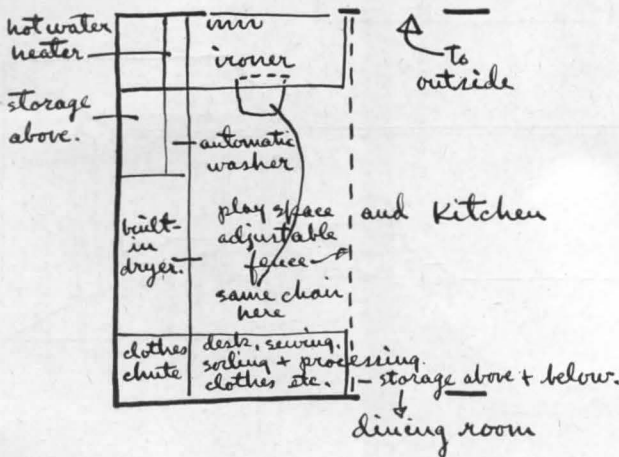 hot water
heater
storage
above.
ironer
to
outside
automatic
washer
built-
in
dryer.
play space
adjustable
fence
and Kitchen
same chair
here
clothes
chute
desk, sewing,
sorting + processing
clothes etc.
storage above + below.
dining room